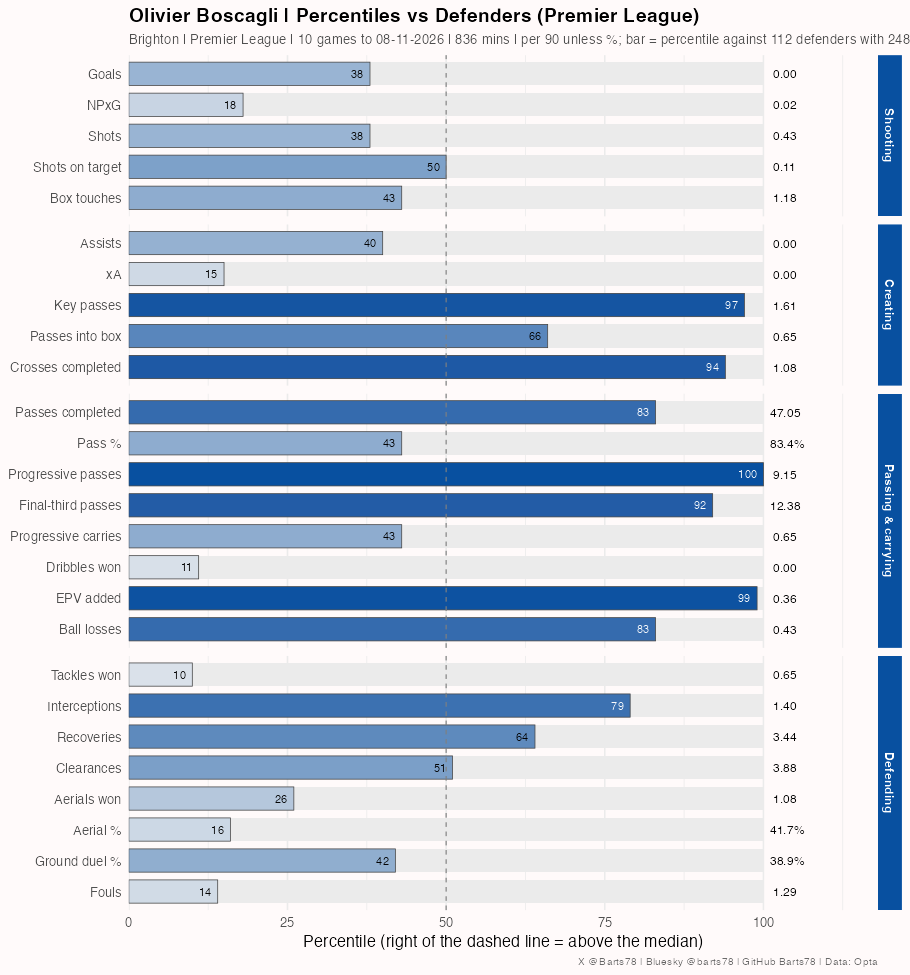 Olivier Boscagli | Percentiles vs Defenders (Premier League)
Brighton | Premier League | 10 games to 08-11-2026 | 836 mins | per 90 unless %; bar = percentile against 112 defenders with 248
Goals 38 0.00
NPxG 18 0.02
Shots 38 0.43
Shots on target 50 0.11
Box touches 43 1.18
Shooting
Assists 40 0.00
xA 15 0.00
Key passes 97 1.61
Passes into box 66 0.65
Crosses completed 94 1.08
Creating
Passes completed 83 47.05
Pass % 43 83.4%
Progressive passes 100 9.15
Final-third passes 92 12.38
Progressive carries 43 0.65
Dribbles won 11 0.00
EPV added 99 0.36
Ball losses 83 0.43
Passing & carrying
Tackles won 10 0.65
Interceptions 79 1.40
Recoveries 64 3.44
Clearances 51 3.88
Aerials won 26 1.08
Aerial % 16 41.7%
Ground duel % 42 38.9%
Fouls 14 1.29
Defending
0 25 50 75 100
Percentile (right of the dashed line = above the median)
X @Barts78 | Bluesky @barts78 | GitHub Barts78 | Data: Opta